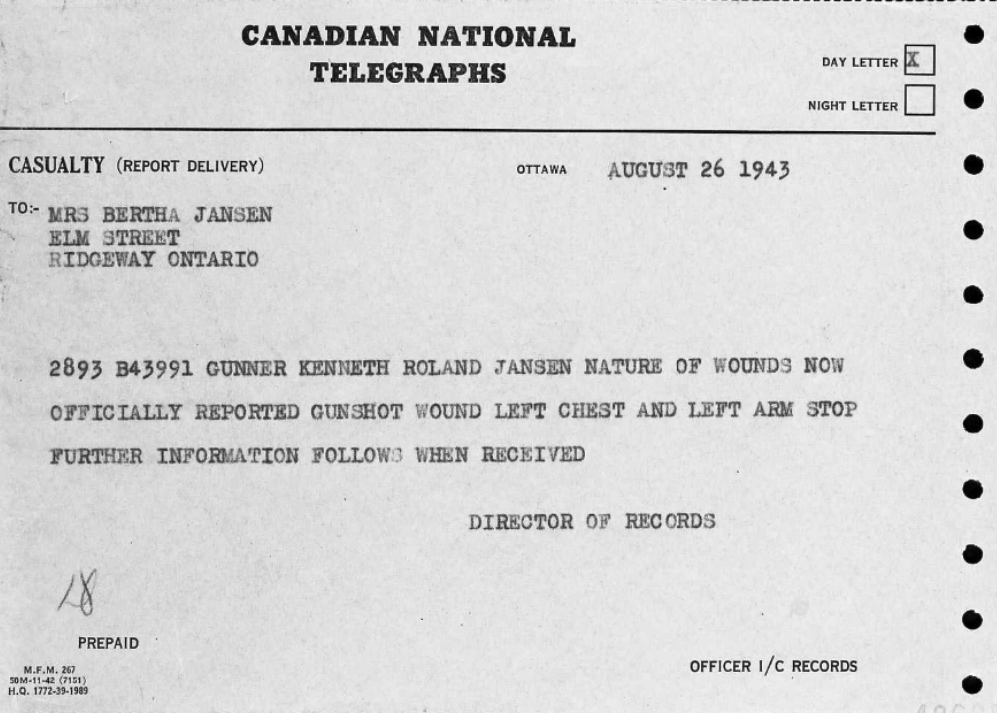 CANADIAN NATIONAL
TELEGRAPHS
DAY LETTER X
NIGHT LETTER
CASUALTY (REPORT DELIVERY) OTTAWA AUGUST 26 1943
TO:- MRS BERTHA JANSEN
ELM STREET
RIDGEWAY ONTARIO
2893 B43991 GUNNER KENNETH ROLAND JANSEN NATURE OF WOUNDS NOW
OFFICIALLY REPORTED GUNSHOT WOUND LEFT CHEST AND LEFT ARM STOP
FURTHER INFORMATION FOLLOWS WHEN RECEIVED
DIRECTOR OF RECORDS
PREPAID
M.F.M. 267
50M-11-42 (7151)
H.Q. 1772-39-1989
OFFICER I/C RECORDS